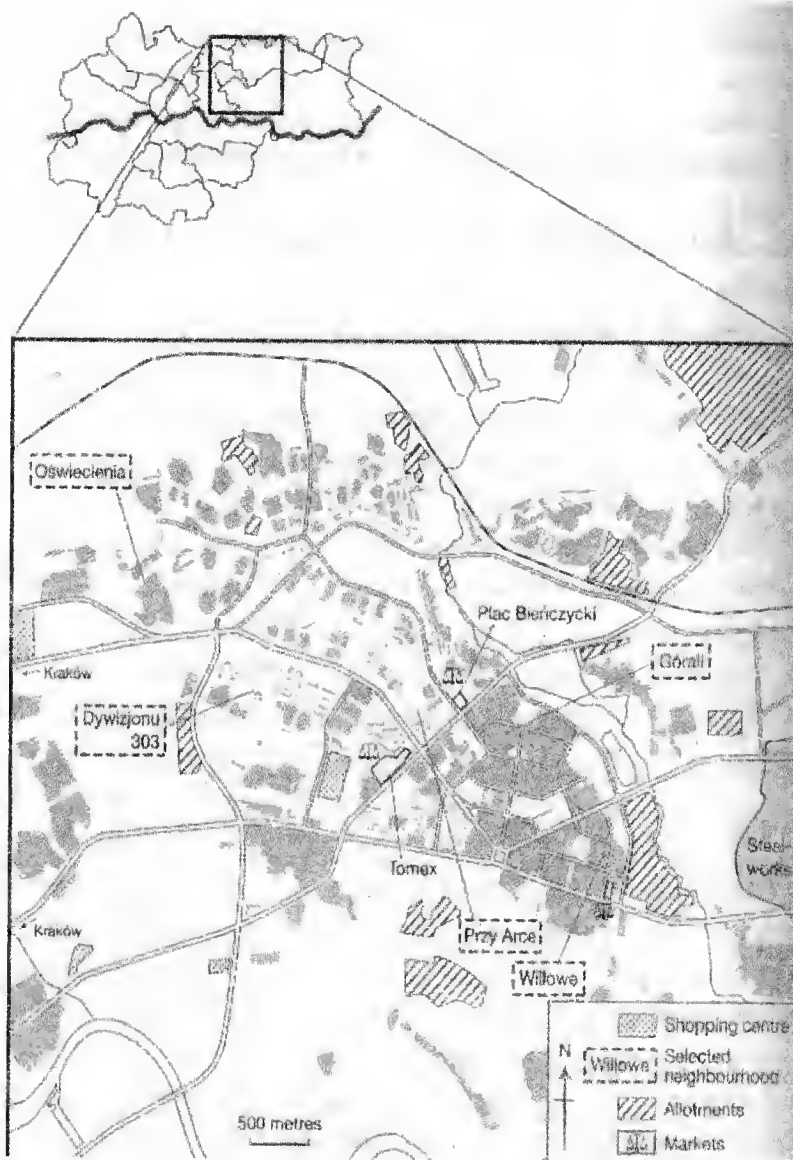 Oświecenia
Plac Bieńczycki
Kraków
Górali
Dywizjonu
303
Steel-
works
Tomex
Kraków
Przy Arce
Willowe
Shopping centre
N
Willowe
Selected
neighbourhood
Allotments
500 metres
Markets